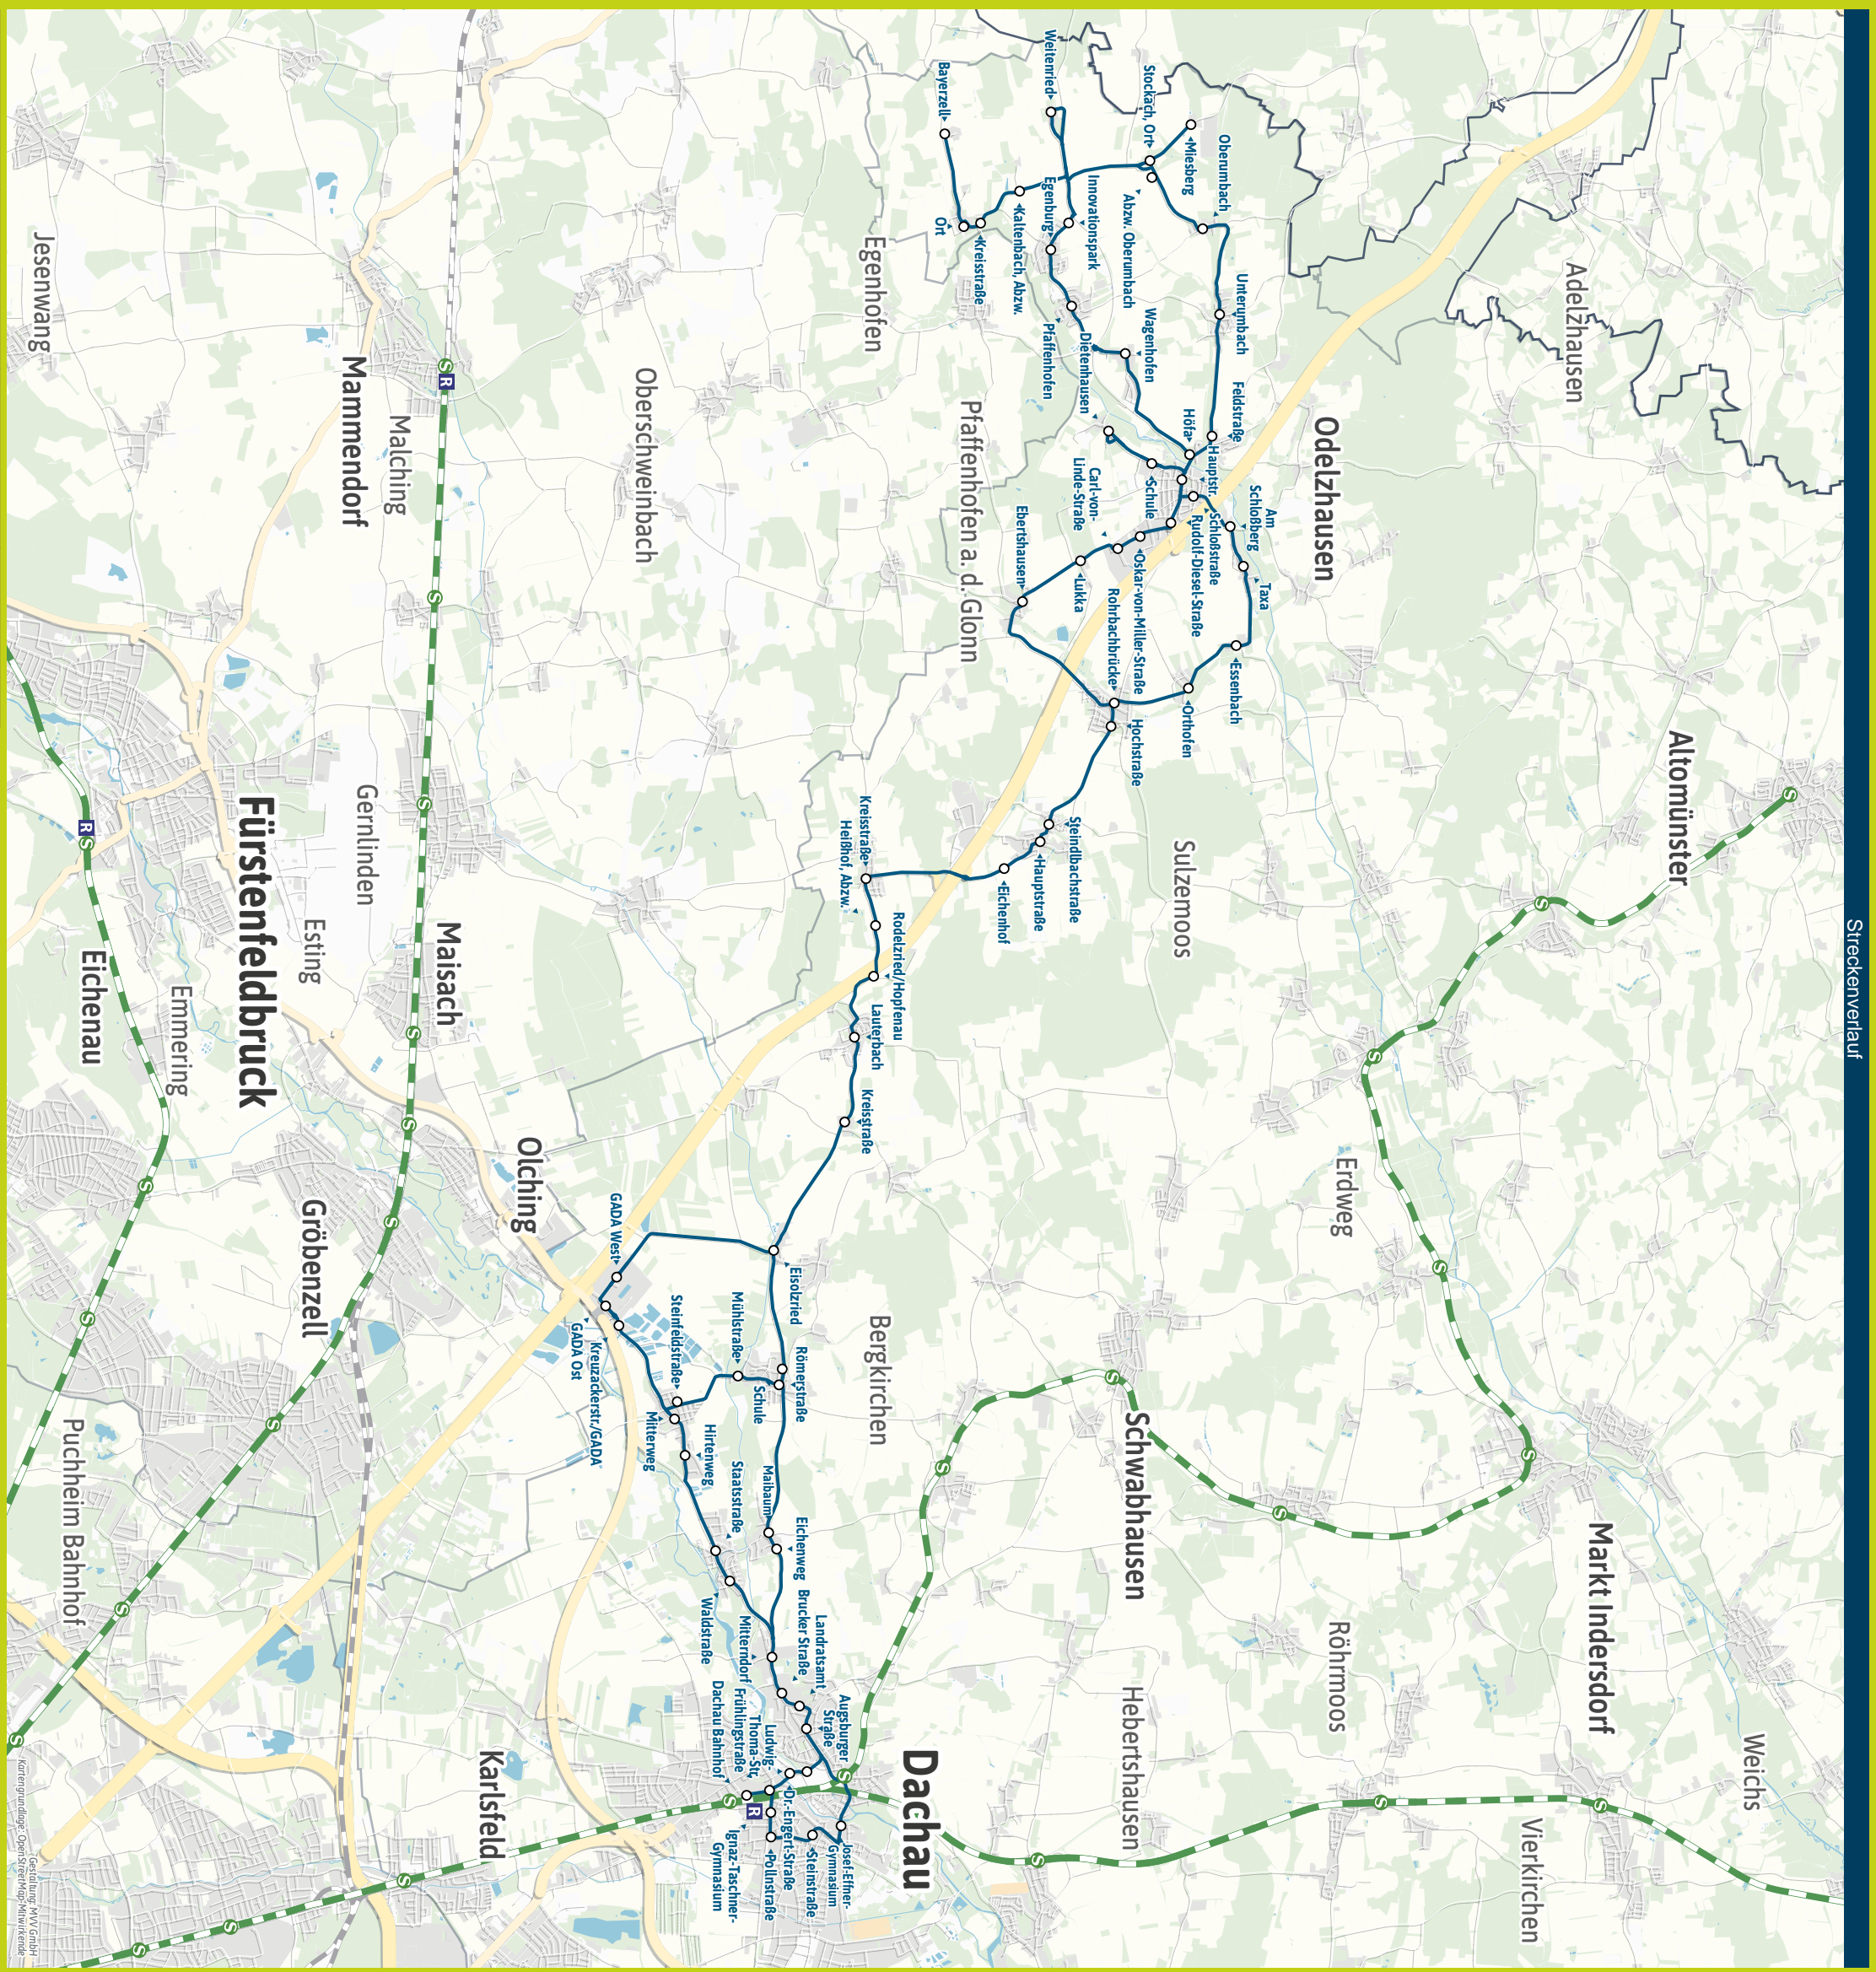 Streckenverlauf
Adelzhausen
Altomünster
Markt Indersdorf
Weichs
Vierkirchen
Odelzhausen
Erdweg
Röhrmoos
Sulzemoos
Schwabhausen
Hebertshausen
Weitenried
Bayerzell
Stockach, Ort
Miesberg
Oberumbach
Abzw. Oberumbach
Innovationspark
Egenburg
Kaltenbach, Abzw.
Kreisstraße
Ort
Unterumbach
Wagenhofen
Pfaffenhofen
Dietenhausen
Feldstraße
Höfa
Hauptstr.
Schule
Schloßstraße
Rudolf-Diesel-Straße
Am
Schloßberg
Taxa
Carl-von-
Linde-Straße
Oskar-von-Miller-Straße
Lukka
Ebertshausen
Essenbach
Orthofen
Rohrbachbrücke
Hochstraße
Steindlbachstraße
Hauptstraße
Eichenhof
Kreisstraße
Heißhof, Abzw.
Rodelzried/Hopfenau
Lauterbach
Kreisstraße
Eisolzried
GADA West
GADA Ost
Kreuzackerstr./GADA
Römerstraße
Schule
Mühlstraße
Steinfeldstraße
Mitterweg
Hirtenweg
Staatsstraße
Waldstraße
Maibaum
Eichenweg
Mitterndorf
Brucker Straße
Landratsamt
Augsburger
Straße
Ludwig-
Thoma-Str.
Frühlingstraße
Dachau Bahnhof
Dr.-Engert-Straße
Ignaz-Taschner-
Gymnasium
Pollnstraße
Steinstraße
Josef-Effner-
Gymnasium
Egenhofen
Pfaffenhofen a. d. Glonn
Bergkirchen
Dachau
Oberschweinbach
Mammendorf
Malching
Maisach
Gernlinden
Esting
Olching
Karlsfeld
Fürstenfeldbruck
Gröbenzell
Emmering
Eichenau
Puchheim Bahnhof
Jesenwang
S
R
Gestaltung: MVV GmbH
Kartengrundlage: OpenStreetMap-Mitwirkende